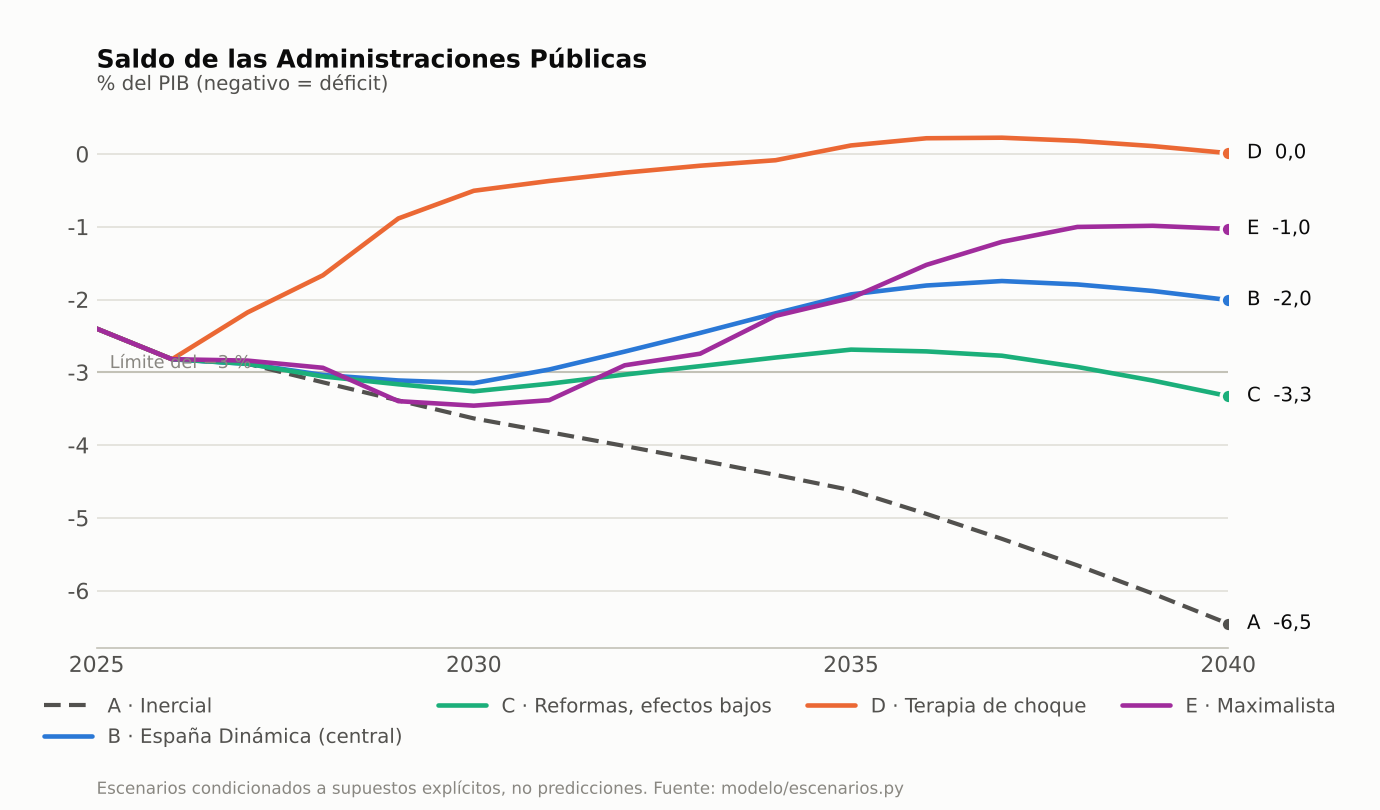 Saldo de las Administraciones Públicas
% del PIB (negativo = déficit)
0
D 0,0
-1
E -1,0
-2
B -2,0
Límite del −3 %
-3
C -3,3
-4
-5
-6
A -6,5
2025 2030 2035 2040
A · Inercial C · Reformas, efectos bajos D · Terapia de choque E · Maximalista
B · España Dinámica (central)
Escenarios condicionados a supuestos explícitos, no predicciones. Fuente: modelo/escenarios.py